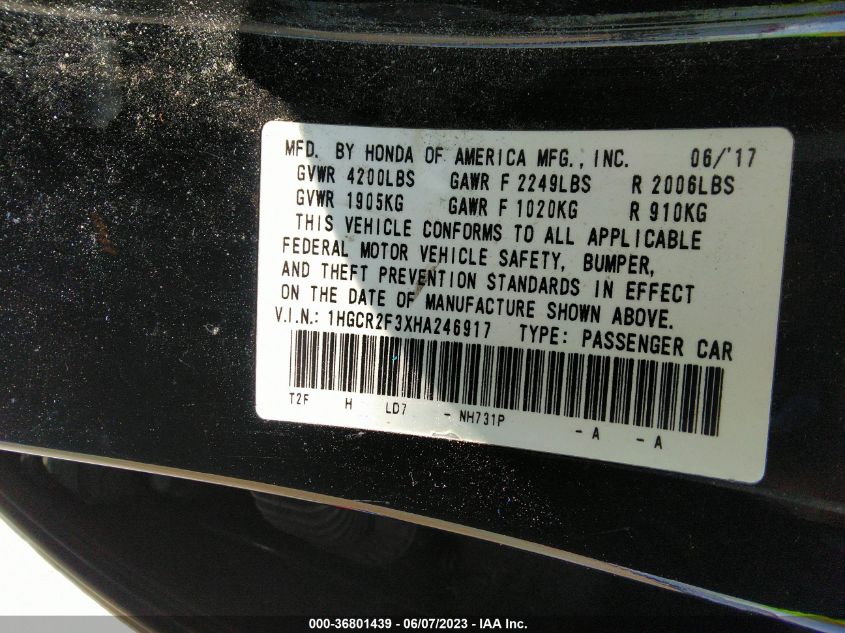 MFD. BY HONDA OF AMERICA MFG., INC. 06/'17
GVWR 4200LBS GAWR F 2249LBS R 2006LBS
GVWR 1905KG GAWR F 1020KG R 910KG
THIS VEHICLE CONFORMS TO ALL APPLICABLE
FEDERAL MOTOR VEHICLE SAFETY, BUMPER,
AND THEFT PREVENTION STANDARDS IN EFFECT
ON THE DATE OF MANUFACTURE SHOWN ABOVE.
V.I.N.: 1HGCR2F3XHA246917 TYPE: PASSENGER CAR
T2F H LD7 - NH731P - A - A
000-36801439 - 06/07/2023 - IAA Inc.